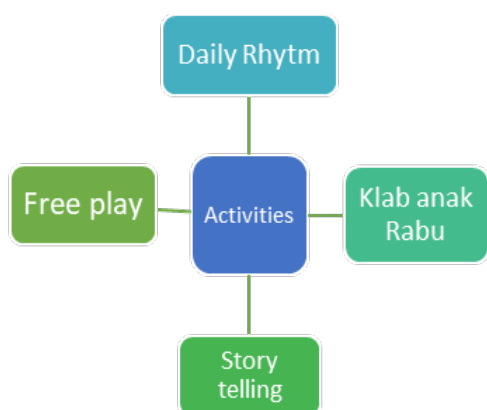 Daily Rhytm
Free play
Activities
Klab anak
Rabu
Story
telling